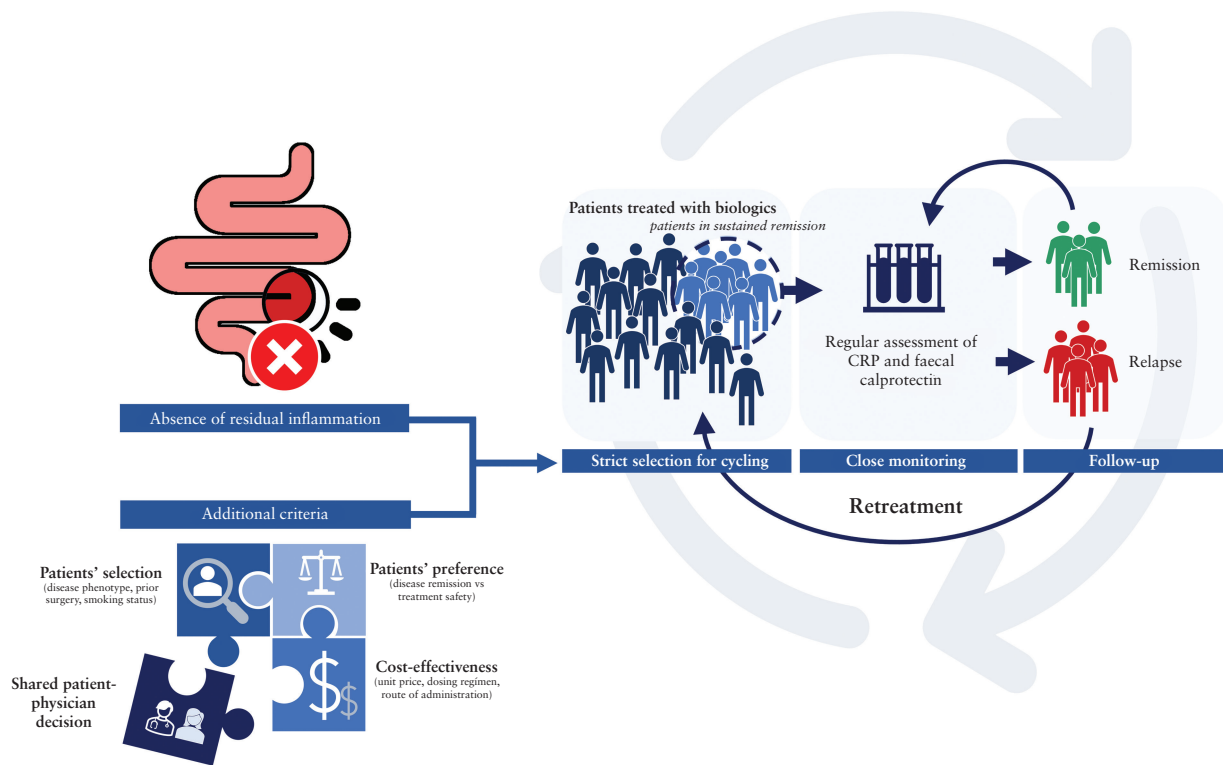 Patients treated with biologics
patients in sustained remission
Remission
Regular assessment of
CRP and faecal
calprotectin
Relapse
Absence of residual inflammation
Strict selection for cycling
Close monitoring
Follow-up
Retreatment
Additional criteria
Patients' selection
(disease phenotype, prior
surgery, smoking status)
Patients' preference
(disease remission vs
treatment safety)
Shared patient-
physician
decision
Cost-effectiveness
(unit price, dosing regímen,
route of administration)
$
$